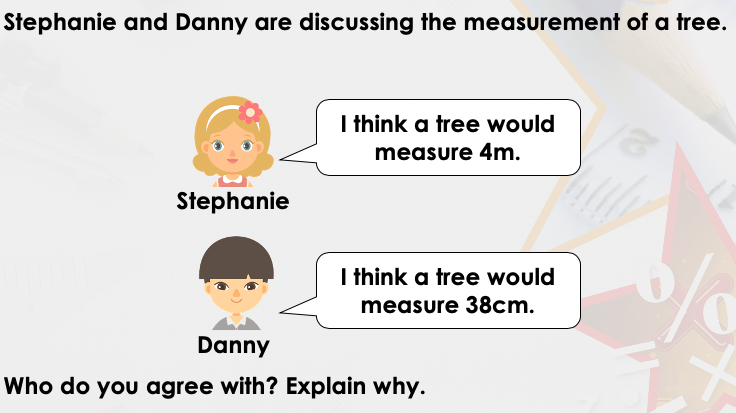 Stephanie and Danny are discussing the measurement of a tree.
I think a tree would
measure 4m.
Stephanie
I think a tree would
measure 38cm.
Danny
Who do you agree with? Explain why.